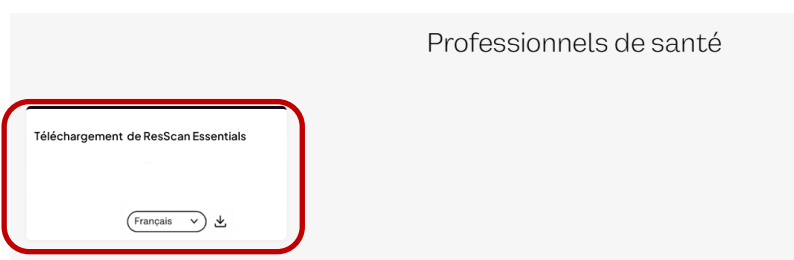 Professionnels de santé
Téléchargement de ResScan Essentials
Français